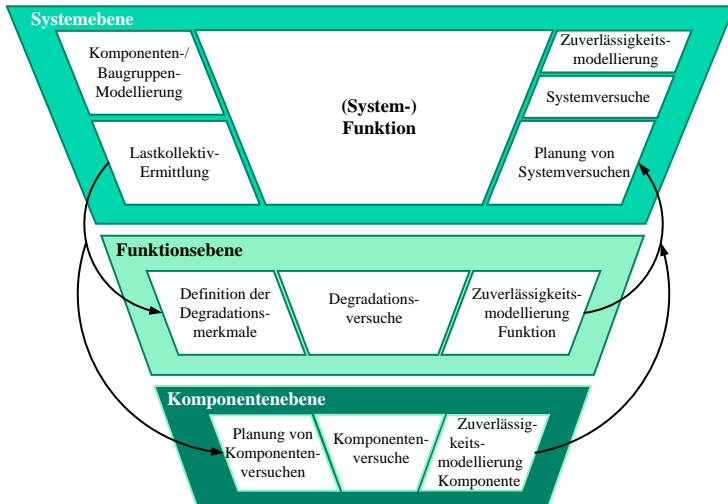 Systemebene
Komponenten-/
Baugruppen-
Modellierung
Lastkollektiv-
Ermittlung
(System-)
Funktion
Zuverlässigkeits-
modellierung
Systemversuche
Planung von
Systemversuchen
Funktionsebene
Definition der
Degradations-
merkmale
Degradations-
versuche
Zuverlässigkeits-
modellierung
Funktion
Komponentenebene
Planung von
Komponenten-
versuchen
Komponenten-
versuche
Zuverlässig-
keits-
modellierung
Komponente